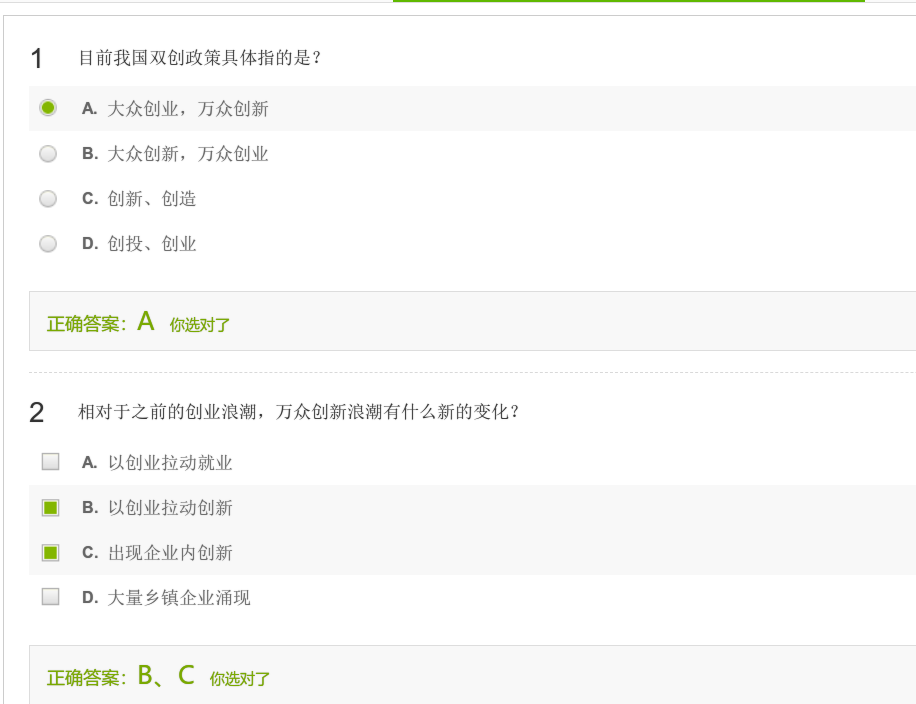 1 目前我国双创政策具体指的是?
A. 大众创业，万众创新
B. 大众创新，万众创业
C. 创新、创造
D. 创投、创业
正确答案：A 你选对了
2 相对于之前的创业浪潮，万众创新浪潮有什么新的变化?
A. 以创业拉动就业
B. 以创业拉动创新
C. 出现企业内创新
D. 大量乡镇企业涌现
正确答案：B、C 你选对了